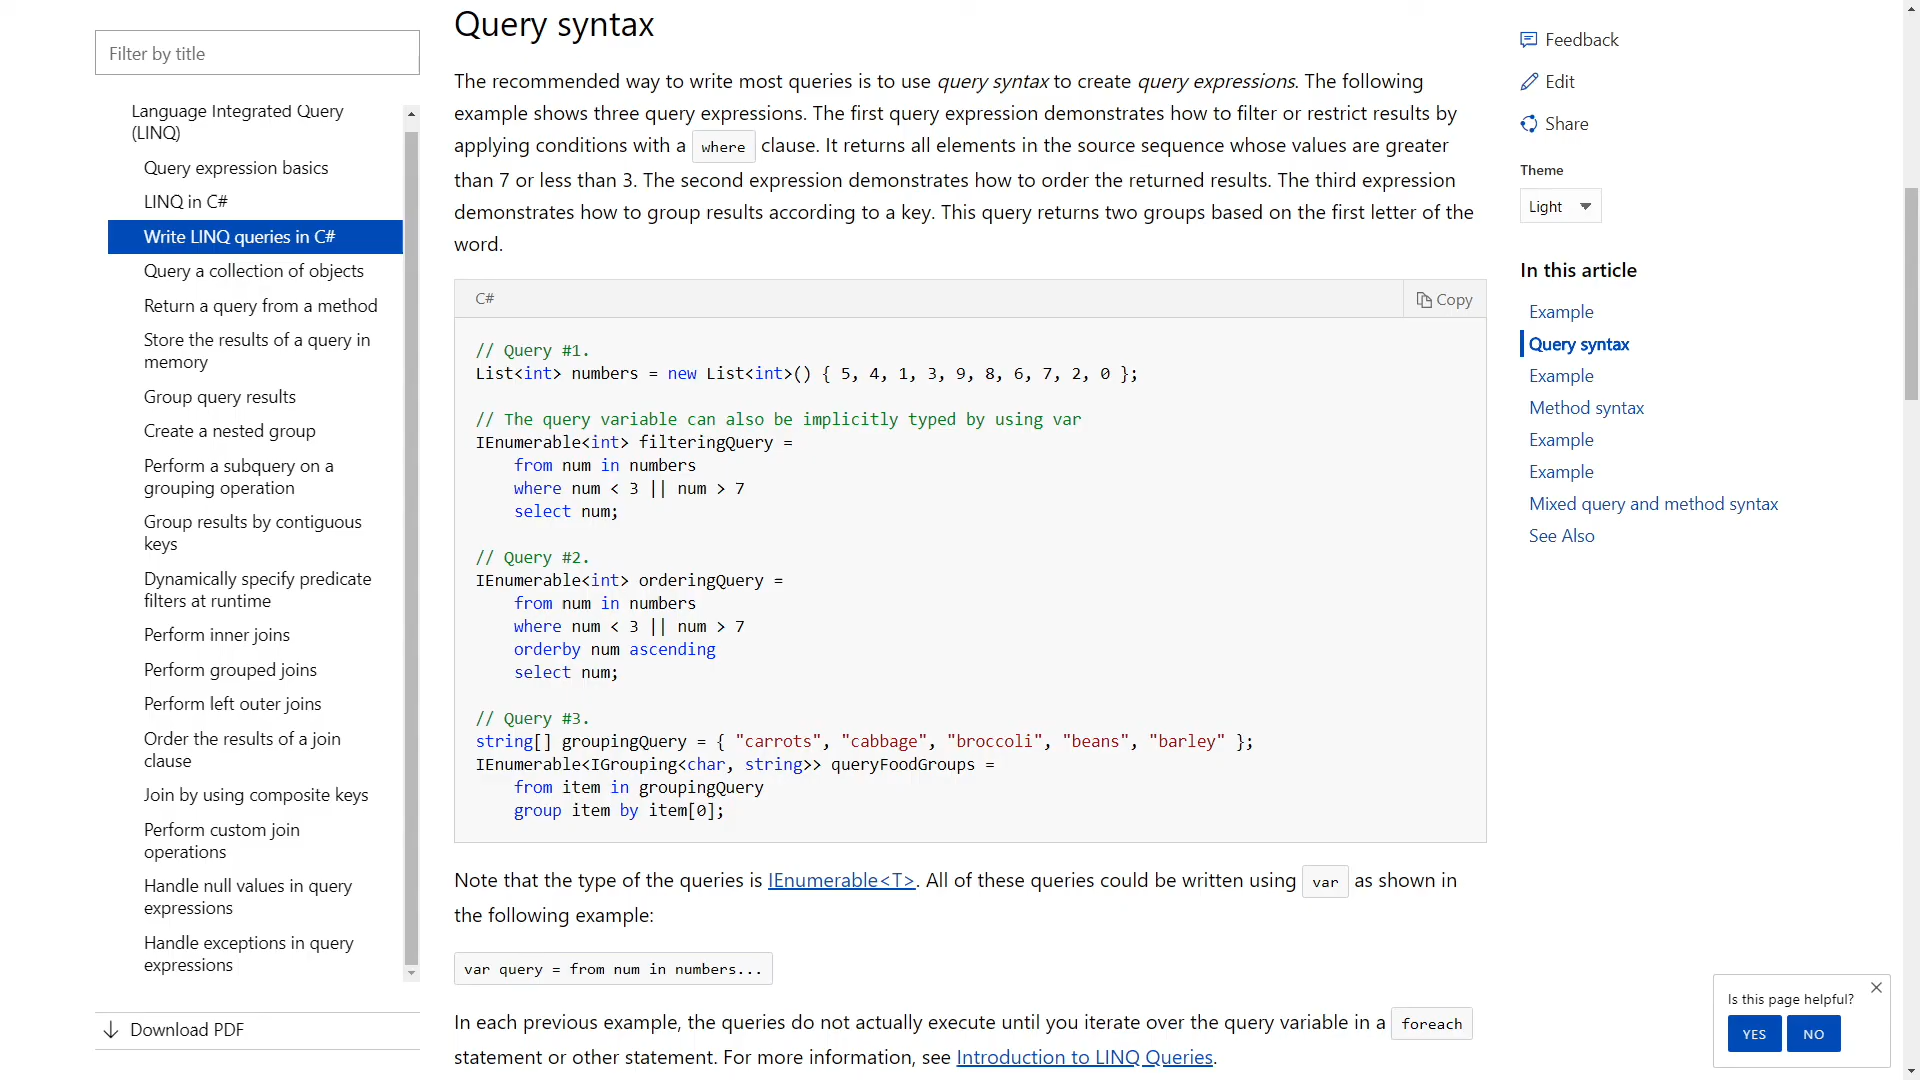 Filter by title
Language Integrated Query
(LINQ)
Query expression basics
LINQ in C#
Write LINQ queries in C#
Query a collection of objects
Return a query from a method
Store the results of a query in
memory
Group query results
Create a nested group
Perform a subquery on a
grouping operation
Group results by contiguous
keys
Dynamically specify predicate
filters at runtime
Perform inner joins
Perform grouped joins
Perform left outer joins
Order the results of a join
clause
Join by using composite keys
Perform custom join
operations
Handle null values in query
expressions
Handle exceptions in query
expressions
Download PDF
Query syntax
The recommended way to write most queries is to use query syntax to create query expressions. The following
example shows three query expressions. The first query expression demonstrates how to filter or restrict results by
applying conditions with a where clause. It returns all elements in the source sequence whose values are greater
than 7 or less than 3. The second expression demonstrates how to order the returned results. The third expression
demonstrates how to group results according to a key. This query returns two groups based on the first letter of the
word.
C#
Copy
// Query #1.
List<int> numbers = new List<int>() { 5, 4, 1, 3, 9, 8, 6, 7, 2, 0 };
// The query variable can also be implicitly typed by using var
IEnumerable<int> filteringQuery =
from num in numbers
where num < 3 || num > 7
select num;
// Query #2.
IEnumerable<int> orderingQuery =
from num in numbers
where num < 3 || num > 7
orderby num ascending
select num;
// Query #3.
string[] groupingQuery = { "carrots", "cabbage", "broccoli", "beans", "barley" };
IEnumerable<IGrouping<char, string>> queryFoodGroups =
from item in groupingQuery
group item by item[0];
Note that the type of the queries is IEnumerable<T>. All of these queries could be written using var as shown in
the following example:
var query = from num in numbers...
In each previous example, the queries do not actually execute until you iterate over the query variable in a foreach
statement or other statement. For more information, see Introduction to LINQ Queries.
Feedback
Edit
Share
Theme
Light
In this article
Example
Query syntax
Example
Method syntax
Example
Example
Mixed query and method syntax
See Also
Is this page helpful?
YES
NO